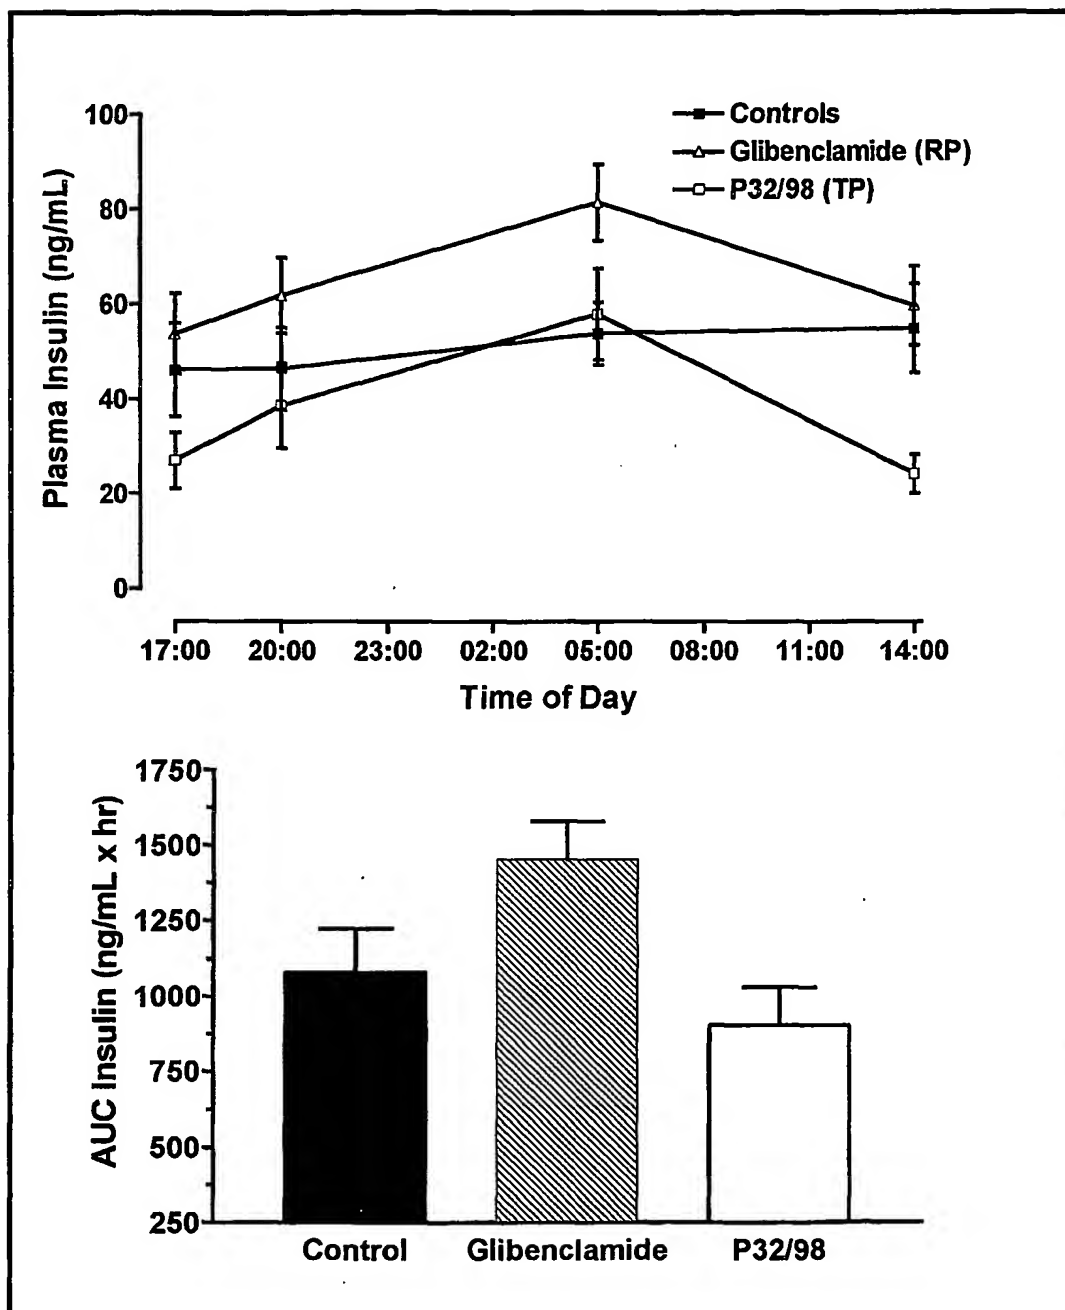 Controls
Glibenclamide (RP)
P32/98 (TP)
Plasma Insulin (ng/mL)
100
80
60
40
20
0
17:00 20:00 23:00 02:00 05:00 08:00 11:00 14:00
Time of Day
AUC Insulin (ng/mL x hr)
1750
1500
1250
1000
750
500
250
Control Glibenclamide P32/98